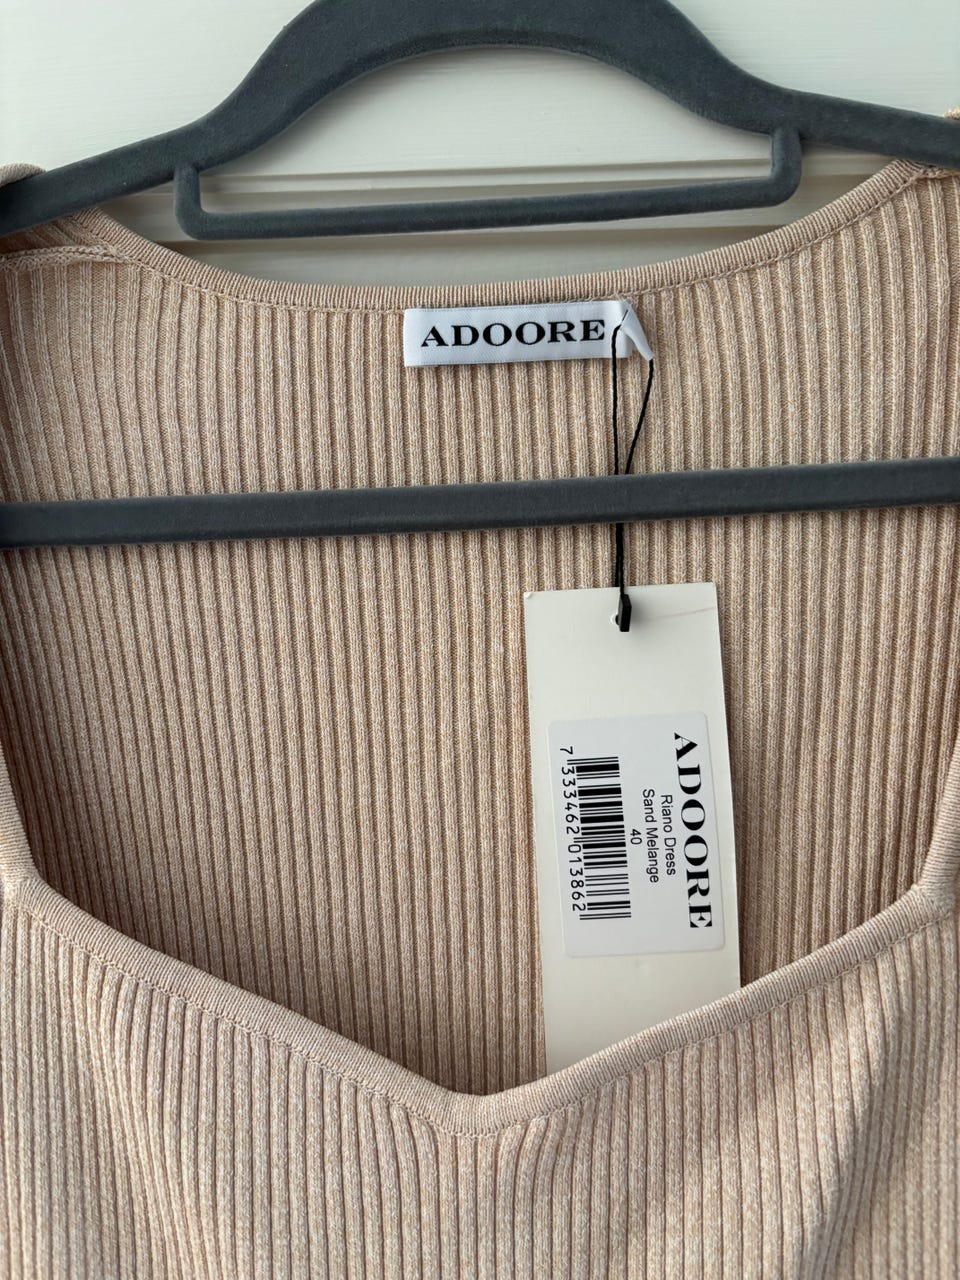 ADOORE
ADOORE
Riano Dress
Sand Melange
40
7 333462 013862